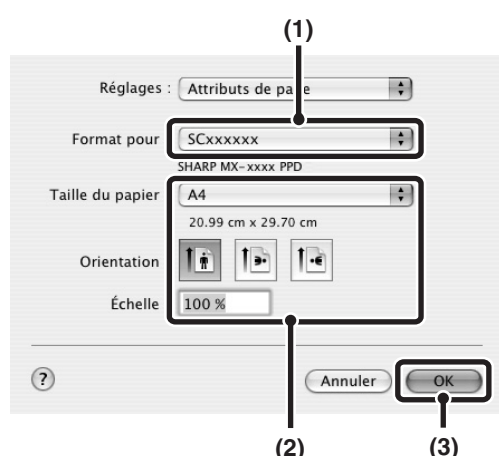 (1)
Réglages : Attributs de page
Format pour SCxxxxxx
SHARP MX-xxxx PPD
Taille du papier A4
20.99 cm x 29.70 cm
Orientation
Échelle 100 %
? Annuler OK
(2) (3)